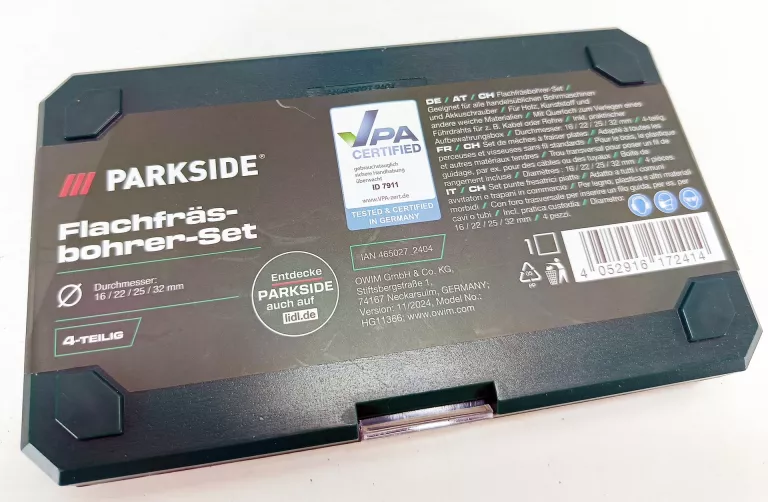 PARKSIDE®
Flachfräs-
bohrer-Set
Durchmesser:
16 / 22 / 25 / 32 mm
4-TEILIG
Entdecke
PARKSIDE
auch auf
lidl.de
VPA
CERTIFIED
gebrauchstauglich
sichere Handhabung
ID 7911
www.VPA-zert.de
TESTED & CERTIFIED
IN GERMANY
IAN 465027_2404
OWIM GmbH & Co. KG,
Stiftsbergstraße 1,
74167 Neckarsulm, GERMANY;
Version: 11/2024, Model No.:
HG11386; www.owim.com
DE / AT / CH Flachfräsbohrer-Set /
Geeignet für alle handelsüblichen Bohrmaschinen
und Akkuschrauber / Für Holz, Kunststoff und
andere weiche Materialien / Mit Querloch zum Verlegen eines
Führdrahts für z. B. Kabel oder Rohre / Inkl. praktischer
Aufbewahrungsbox / Durchmesser: 16 / 22 / 25 / 32 mm / 4-teilig.
FR / CH Set de mèches à fraiser plates / Adapté à toutes les
perceuses et visseuses sans fil standards / Pour le bois, le plastique
et autres matériaux tendres / Trou transversal pour poser un fil de
guidage, par ex. pour des câbles ou des tuyaux / Boîte de
rangement incluse / Diamètres : 16 / 22 / 25 / 32 mm / 4 pièces.
IT / CH Set punte fresatrici piatte / Adatto a tutti i comuni
avvitatori e trapani in commercio / Per legno, plastica e altri materiali
morbidi / Con foro trasversale per inserire un filo guida, per es. per
cavi o tubi / Incl. pratica custodia / Diametro:
16 / 22 / 25 / 32 mm / 4 pezzi.
1
4 052916 172414